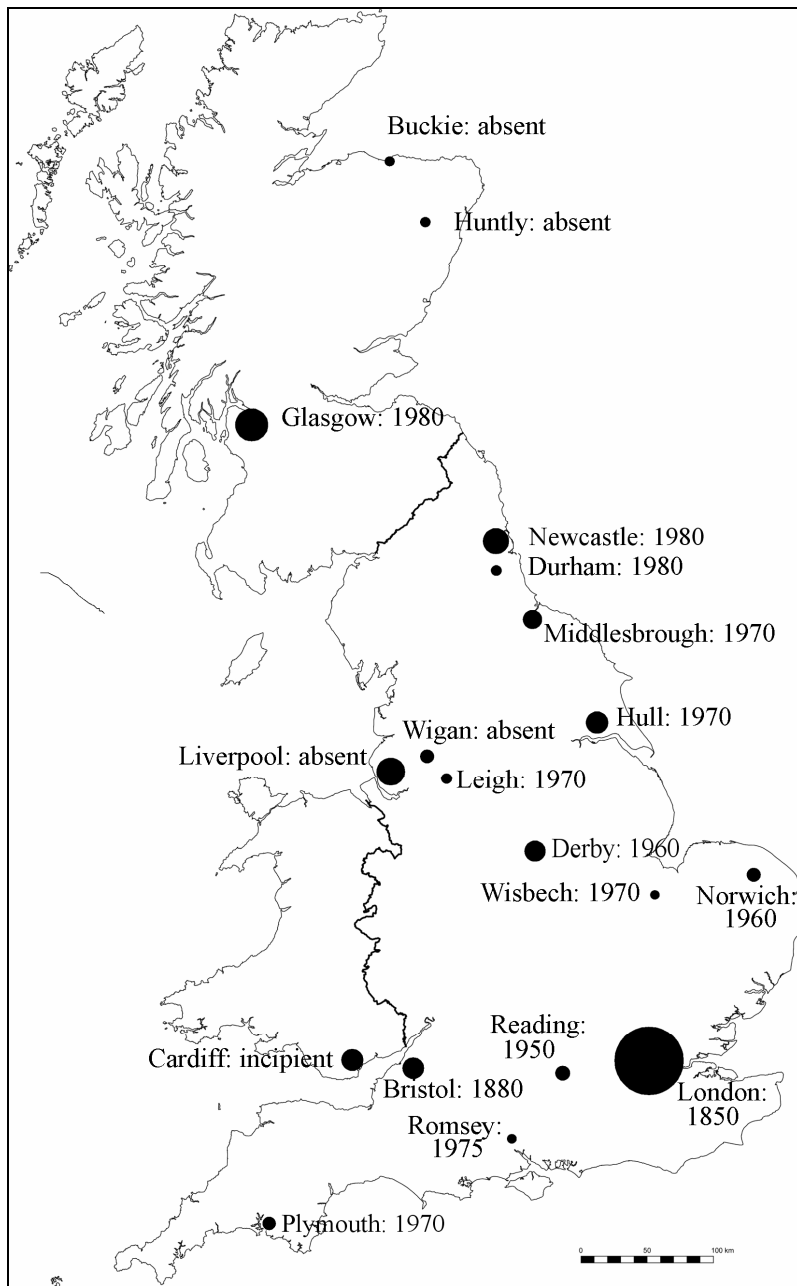 Buckie: absent
Huntly: absent
Glasgow: 1980
Newcastle: 1980
Durham: 1980
Middlesbrough: 1970
Hull: 1970
Wigan: absent
Liverpool: absent
Leigh: 1970
Derby: 1960
Wisbech: 1970
Norwich:
1960
Reading:
1950
Cardiff: incipient
Bristol: 1880
London:
1850
Romsey:
1975
Plymouth: 1970
0 50 100 km